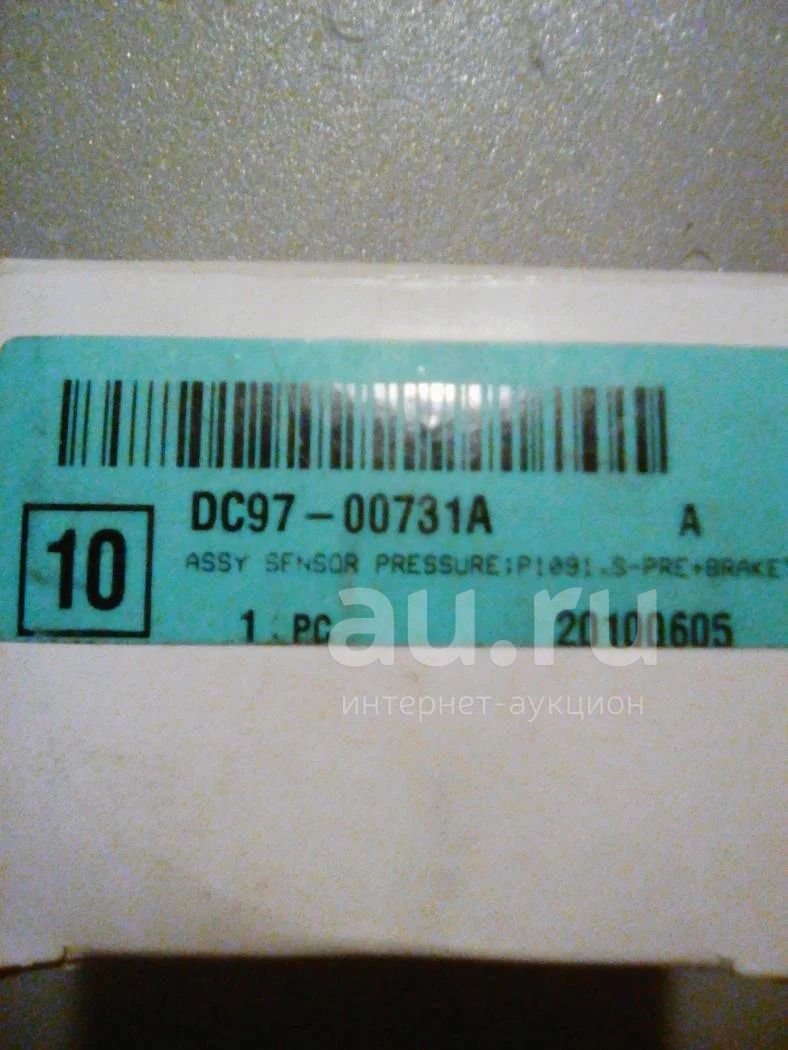 DC97-00731A A
10
ASSY SENSOR PRESSURE;P1091.S-PRE+BRAKET
1 PC 20100605
au.ru
интернет-аукцион